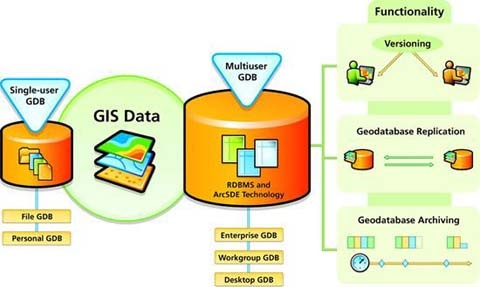 Single-user
GDB
GIS Data
Multiuser
GDB
RDBMS and
ArcSDE Technology
File GDB
Personal GDB
Enterprise GDB
Workgroup GDB
Desktop GDB
Functionality
Versioning
Geodatabase Replication
Geodatabase Archiving